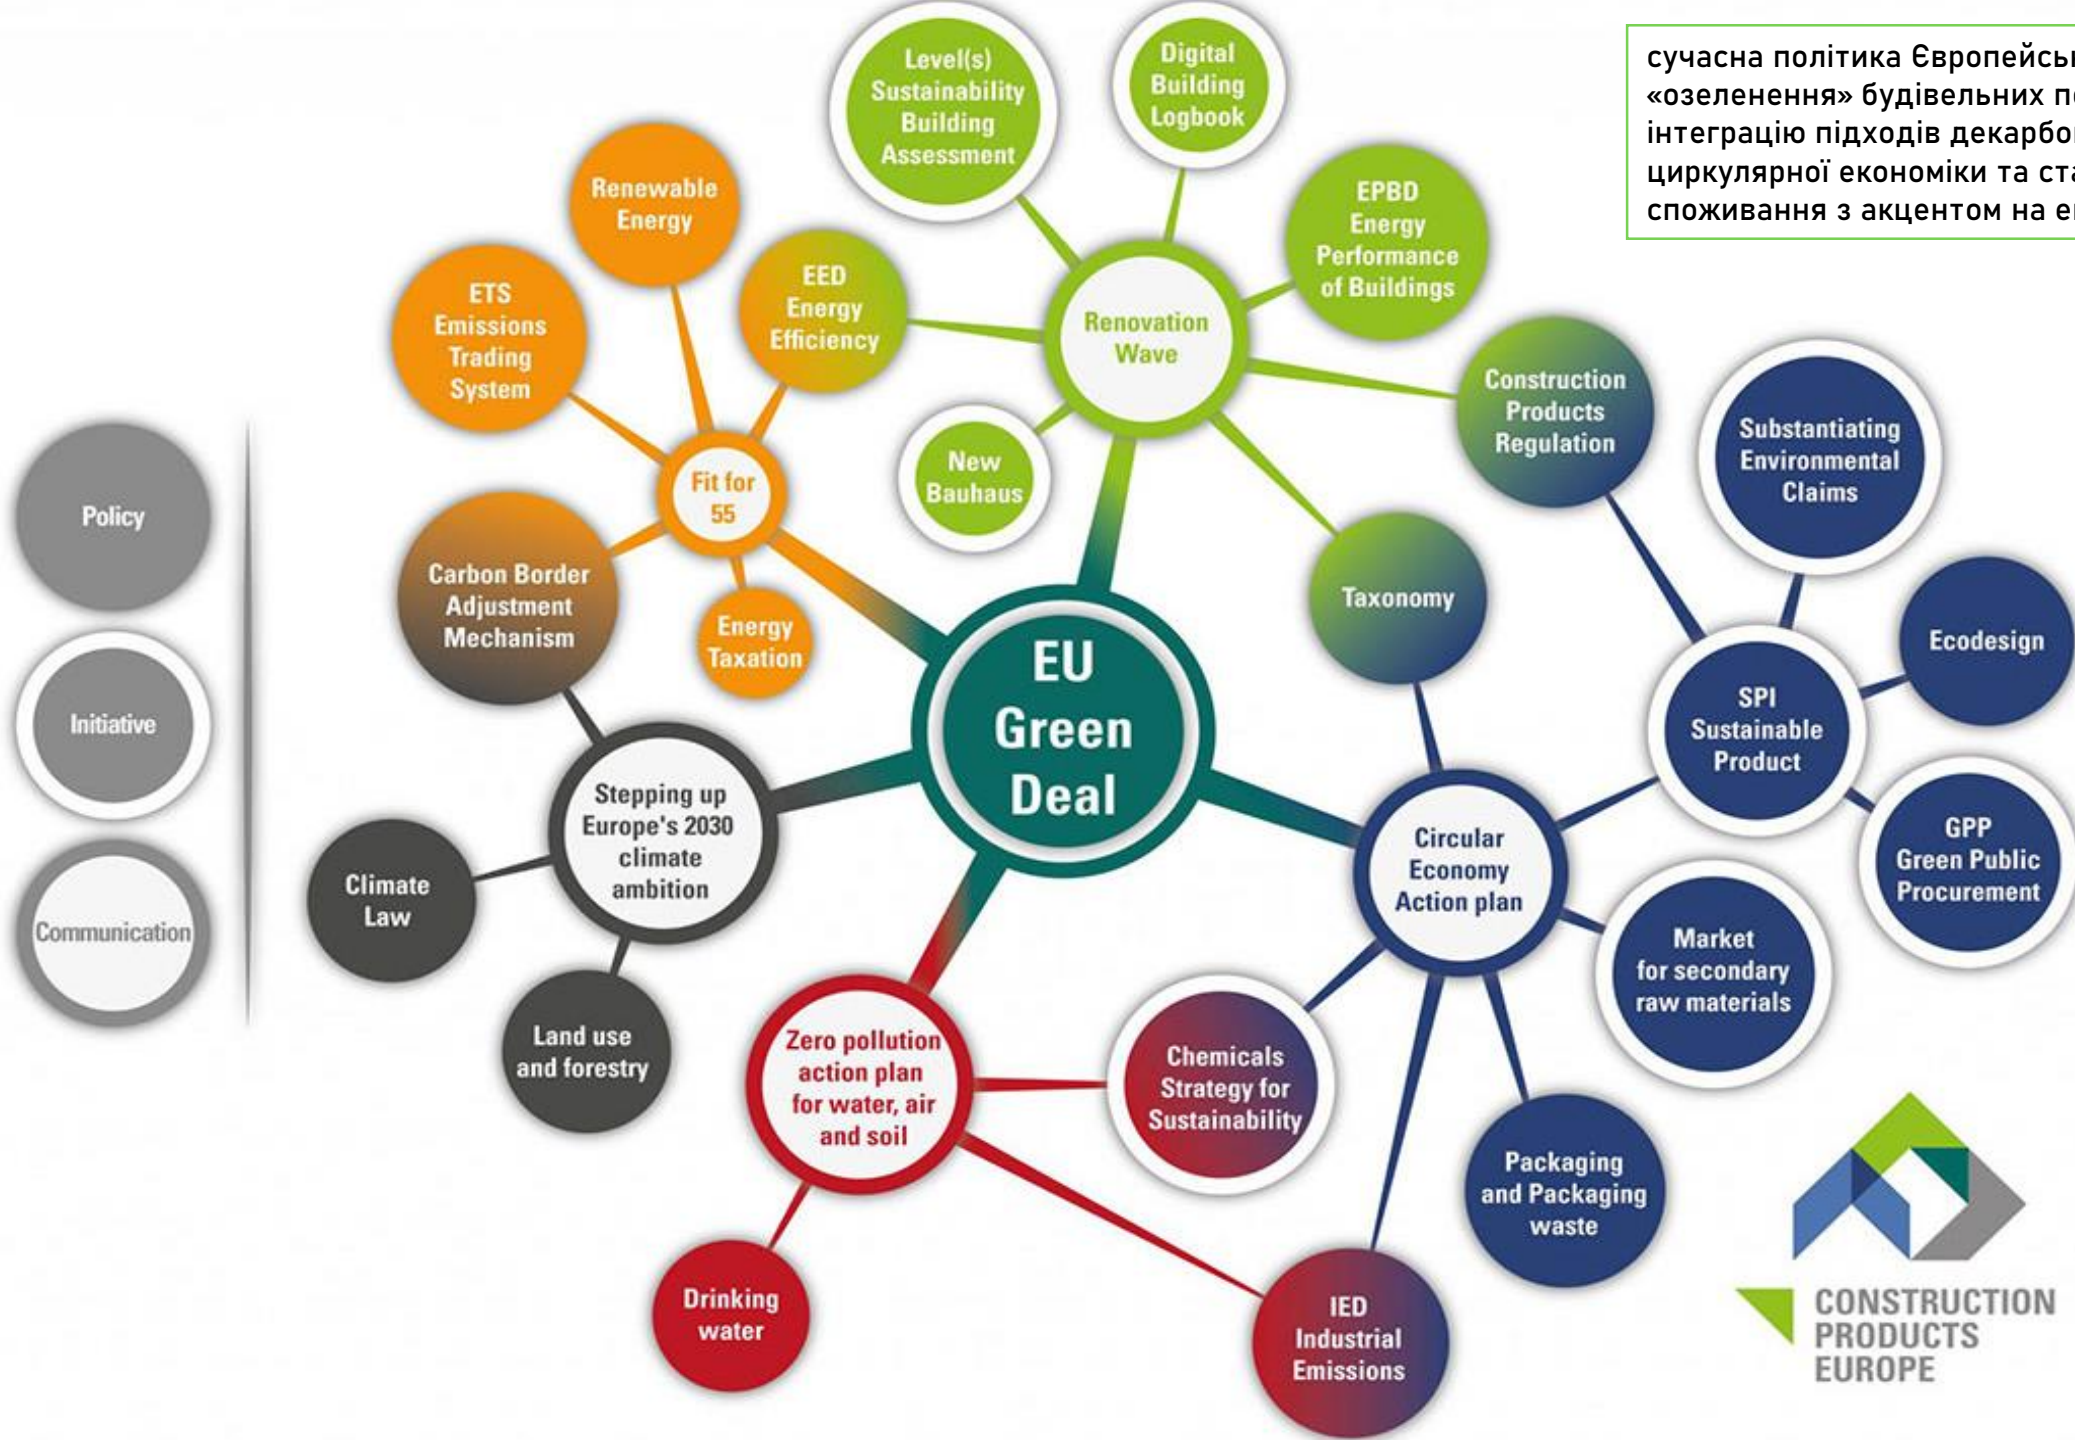 Level(s)
Sustainability
Building
Assessment
Digital
Building
Logbook
сучасна політика
«озеленення» будівельних
інтеграцію підходів
циркулярної економіки та
споживання з акцентом на
Renewable
Energy
EPBD
Energy
Performance
of Buildings
ETS
Emissions
Trading
System
EED
Energy
Efficiency
Renovation
Wave
Construction
Products
Regulation
Substantiating
Environmental
Claims
Policy
Fit for
55
New
Bauhaus
Carbon Border
Adjustment
Mechanism
Energy
Taxation
Taxonomy
Ecodesign
Initiative
EU
Green
Deal
SPI
Sustainable
Product
Stepping up
Europe's 2030
climate
ambition
Circular
Economy
Action plan
GPP
Green Public
Procurement
Climate
Law
Communication
Market
for secondary
raw materials
Land use
and forestry
Zero pollution
action plan
for water, air
and soil
Chemicals
Strategy for
Sustainability
Packaging
and Packaging
waste
Drinking
water
IED
Industrial
Emissions
CONSTRUCTION
PRODUCTS
EUROPE